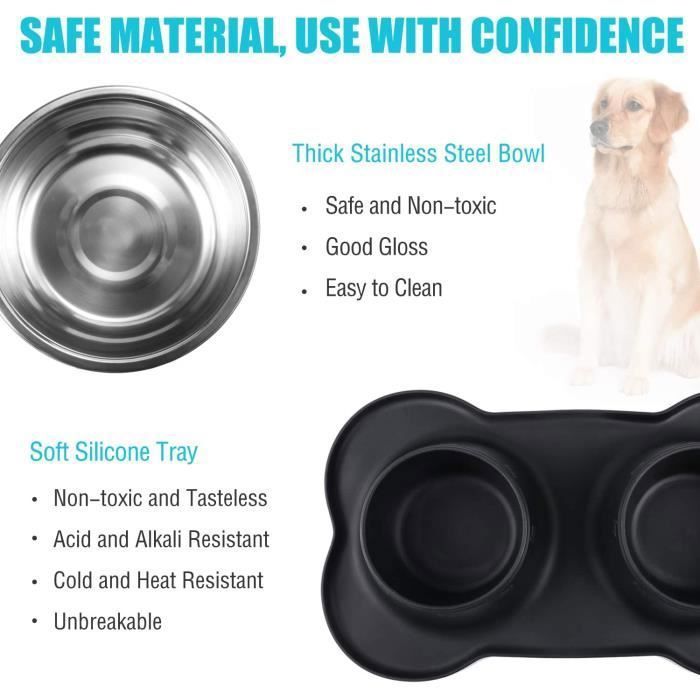 SAFE MATERIAL, USE WITH CONFIDENCE
Thick Stainless Steel Bowl
• Safe and Non-toxic
• Good Gloss
• Easy to Clean
Soft Silicone Tray
• Non-toxic and Tasteless
• Acid and Alkali Resistant
• Cold and Heat Resistant
• Unbreakable